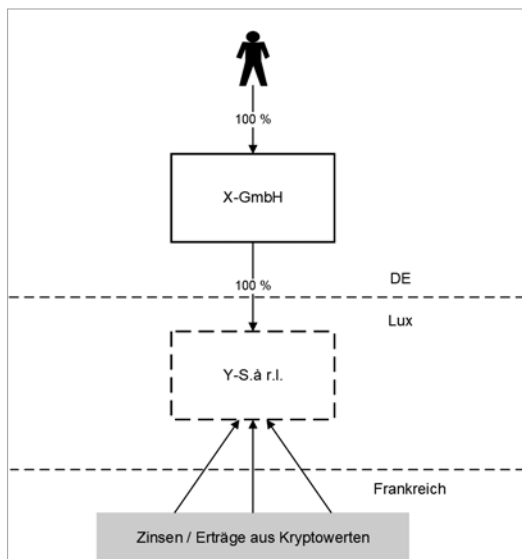 100 %
X-GmbH
100 %
DE
Lux
Y-S.à r.l.
Frankreich
Zinsen / Erträge aus Kryptowerten